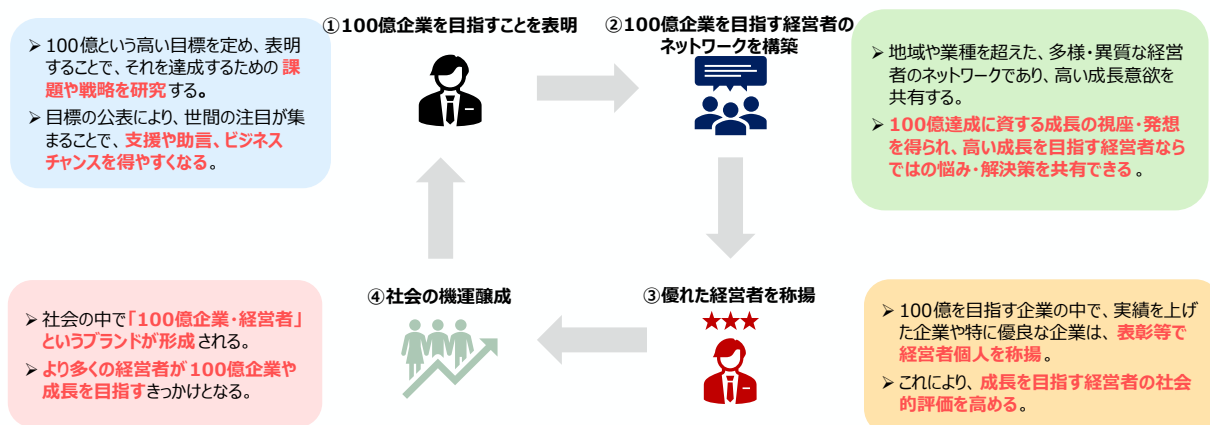 ①100億企業を目指すことを表明
➢ 100億という高い目標を定め、表明
することで、それを達成するための課
題や戦略を研究する。
➢ 目標の公表により、世間の注目が集
まることで、支援や助言、ビジネス
チャンスを得やすくなる。
②100億企業を目指す経営者の
ネットワークを構築
➢ 地域や業種を超えた、多様・異質な経営
者のネットワークであり、高い成長意欲を
共有する。
➢ 100億達成に資する成長の視座・発想
を得られ、高い成長を目指す経営者なら
ではの悩み・解決策を共有できる。
③優れた経営者を称揚
➢ 100億を目指す企業の中で、実績を上げ
た企業や特に優良な企業は、表彰等で
経営者個人を称揚。
➢ これにより、成長を目指す経営者の社会
的評価を高める。
④社会の機運醸成
➢ 社会の中で「100億企業・経営者」
というブランドが形成される。
➢ より多くの経営者が100億企業や
成長を目指すきっかけとなる。